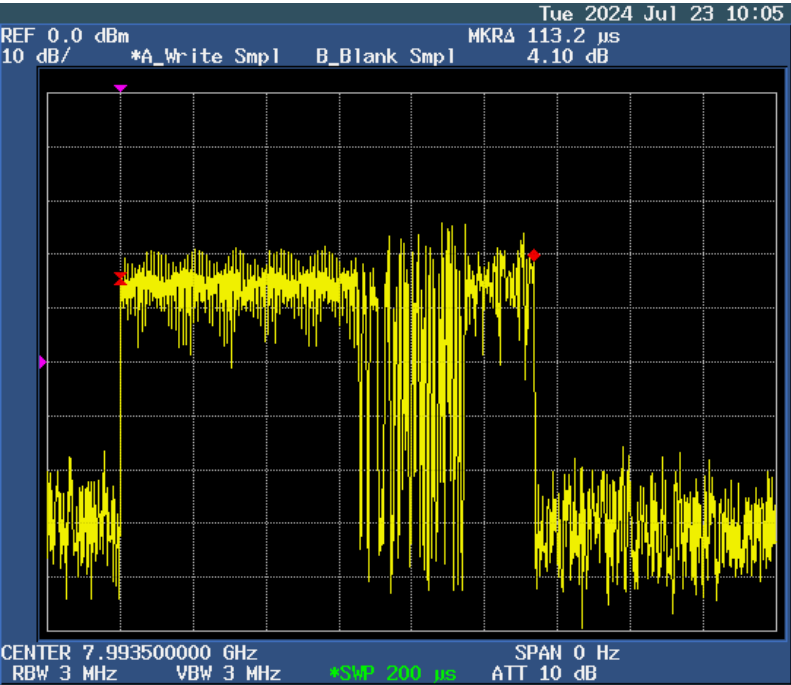 Tue 2024 Jul 23 10:05
REF 0.0 dBm MKRΔ 113.2 µs
10 dB/ *A_Write Smpl B_Blank Smpl 4.10 dB
CENTER 7.993500000 GHz SPAN 0 Hz
RBW 3 MHz VBW 3 MHz *SWP 200 µs ATT 10 dB